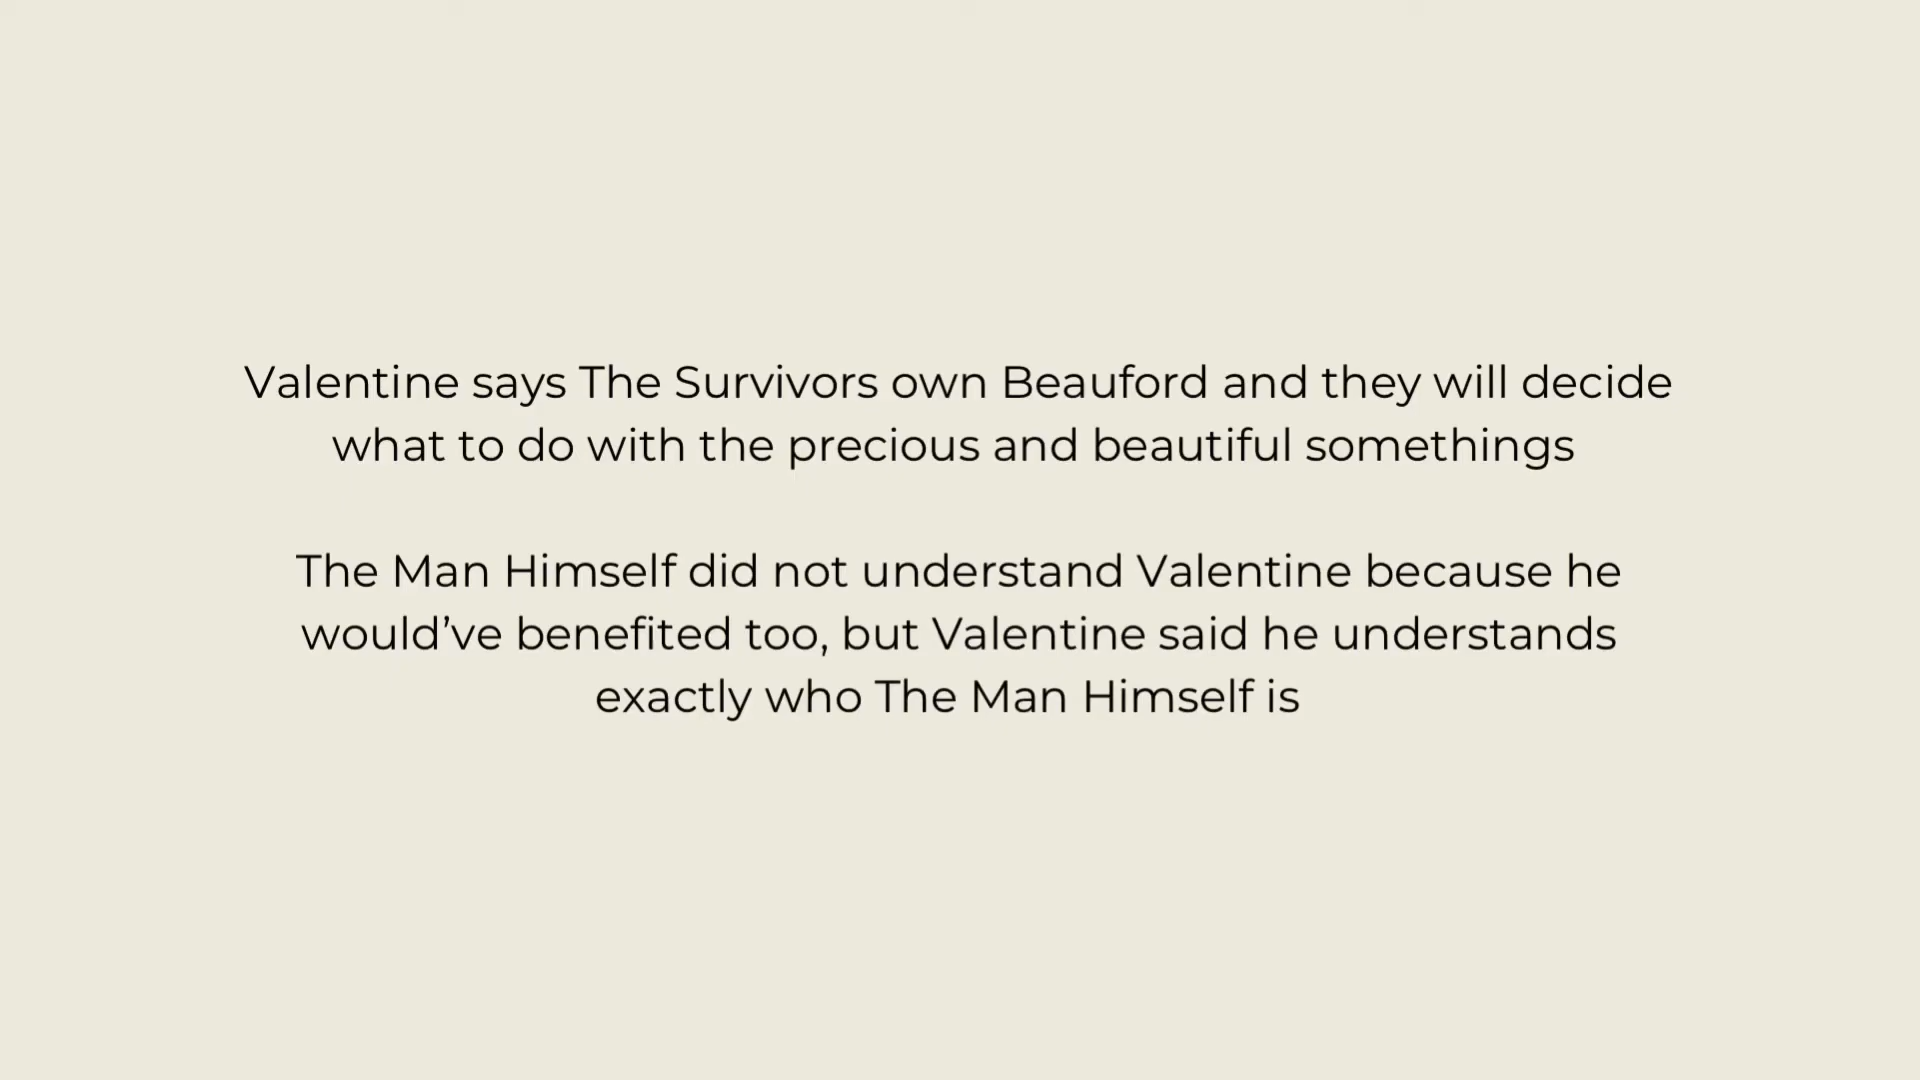 Valentine says The Survivors own Beauford and they will decide
what to do with the precious and beautiful somethings
The Man Himself did not understand Valentine because he
would’ve benefited too, but Valentine said he understands
exactly who The Man Himself is